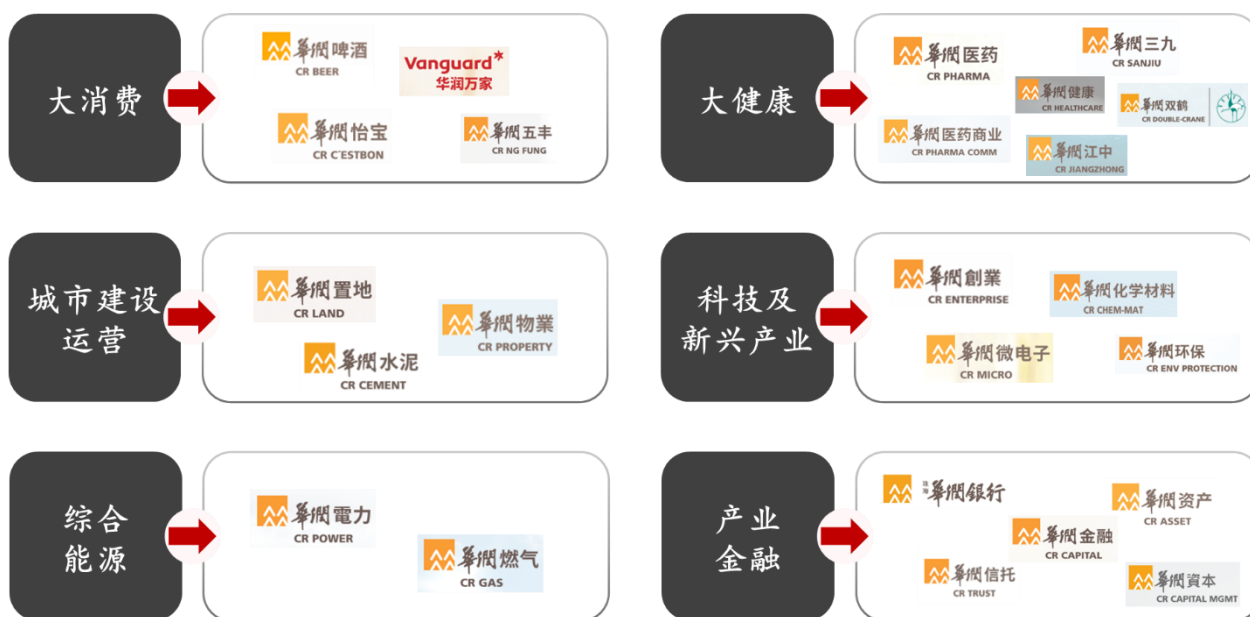 大消费
華潤啤酒
CR BEER
Vanguard
华润万家
華潤怡宝
CR C'ESTBON
華潤五丰
CR NG FUNG
大健康
華潤医药
CR PHARMA
華潤三九
CR SANJIU
華潤健康
CR HEALTHCARE
華潤双鹤
CR DOUBLE-CRANE
華潤医药商业
CR PHARMA COMM
華潤江中
CR JIANGZHONG
城市建设
运营
華潤置地
CR LAND
華潤物業
CR PROPERTY
華潤水泥
CR CEMENT
科技及
新兴产业
華潤創業
CR ENTERPRISE
華潤化学材料
CR CHEM-MAT
華潤微电子
CR MICRO
華潤环保
CR ENV PROTECTION
综合
能源
華潤電力
CR POWER
華潤燃气
CR GAS
产业
金融
珠海華潤銀行
華潤资产
CR ASSET
華潤金融
CR CAPITAL
華潤信托
CR TRUST
華潤資本
CR CAPITAL MGMT